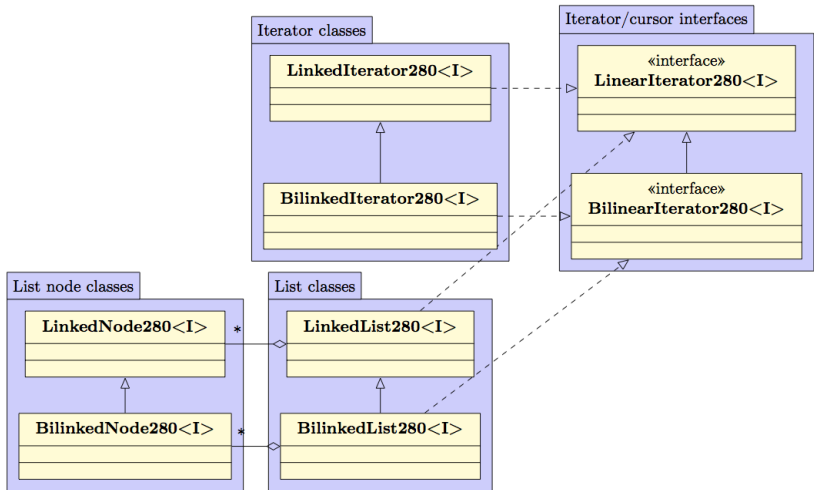 Iterator classes
LinkedIterator280<I>
BilinkedIterator280<I>
Iterator/cursor interfaces
«interface»
LinearIterator280<I>
«interface»
BilinearIterator280<I>
List node classes
LinkedNode280<I>
*
BilinkedNode280<I>
*
List classes
LinkedList280<I>
BilinkedList280<I>